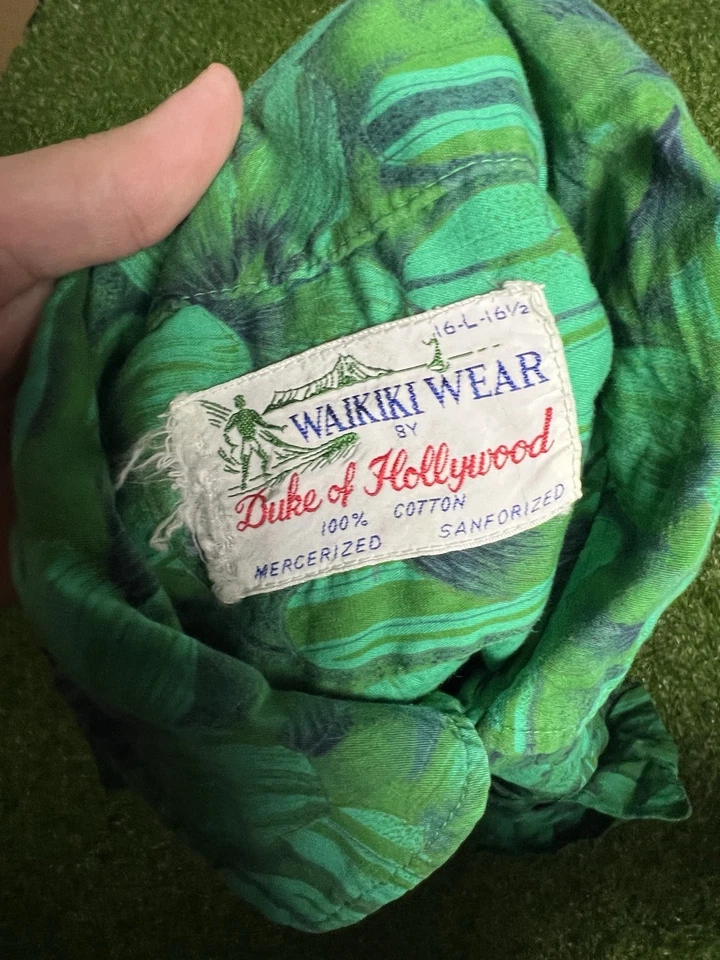 16-L-16½
WAIKIKI WEAR
BY
Duke of Hollywood
100% COTTON
MERCERIZED SANFORIZED